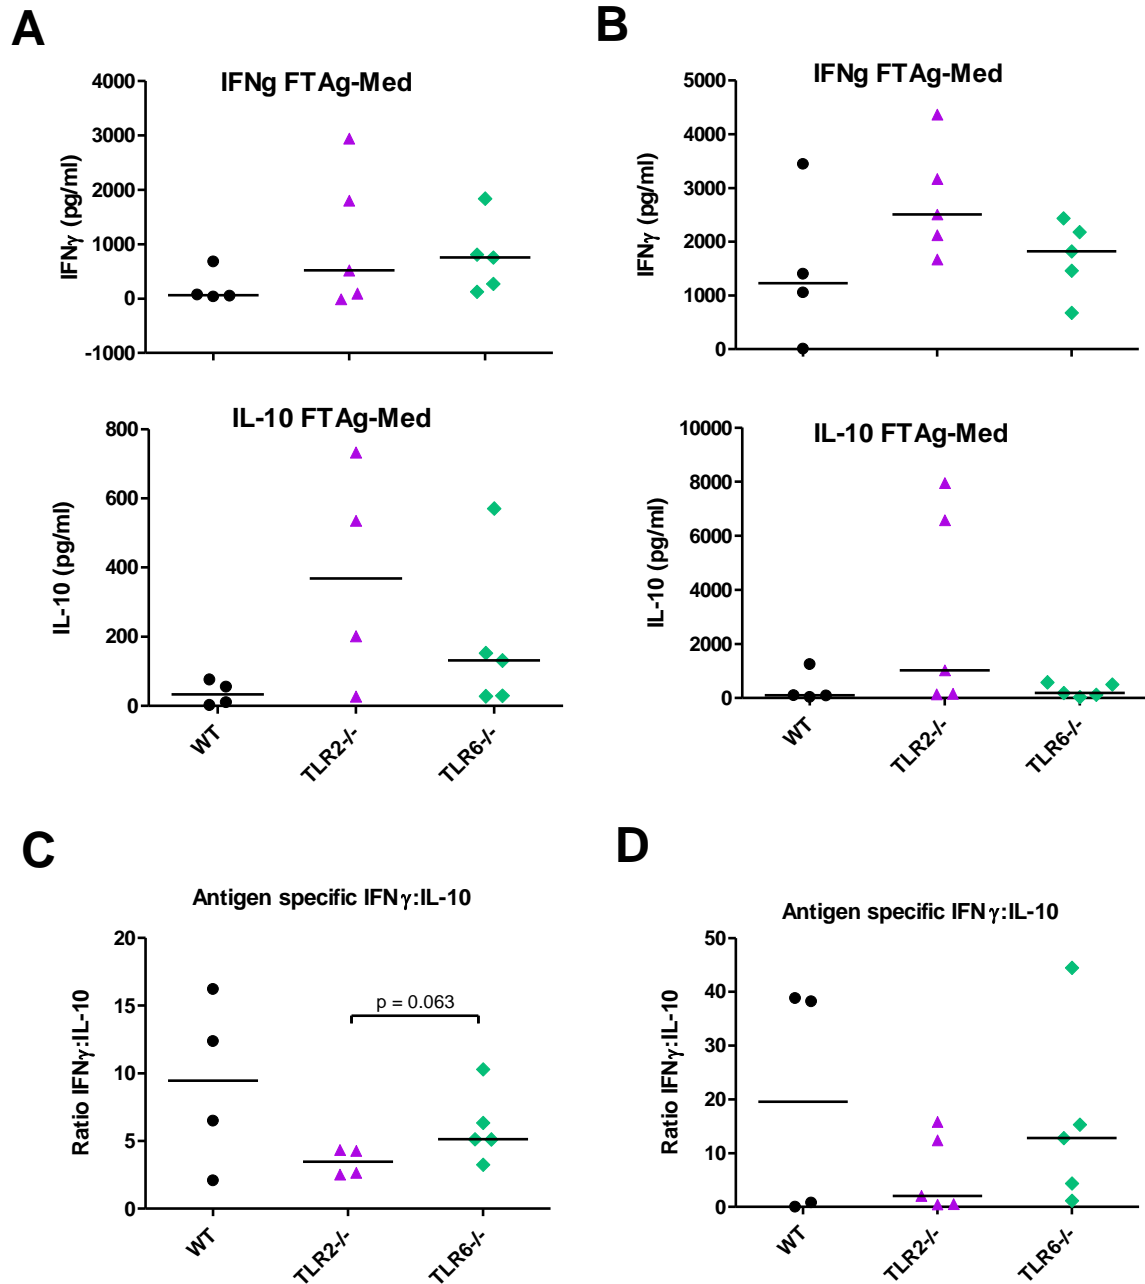 A
IFNg FTAg-Med
IFNγ (pg/ml)
4000
3000
2000
1000
0
-1000
IL-10 FTAg-Med
IL-10 (pg/ml)
800
600
400
200
0
WT
TLR2-/-
TLR6-/-
B
IFNg FTAg-Med
IFNγ (pg/ml)
5000
4000
3000
2000
1000
0
IL-10 FTAg-Med
IL-10 (pg/ml)
10000
8000
6000
4000
2000
0
WT
TLR2-/-
TLR6-/-
C
Antigen specific IFNγ:IL-10
Ratio IFNγ:IL-10
20
15
10
5
0
p = 0.063
WT
TLR2-/-
TLR6-/-
D
Antigen specific IFNγ:IL-10
Ratio IFNγ:IL-10
50
40
30
20
10
0
WT
TLR2-/-
TLR6-/-